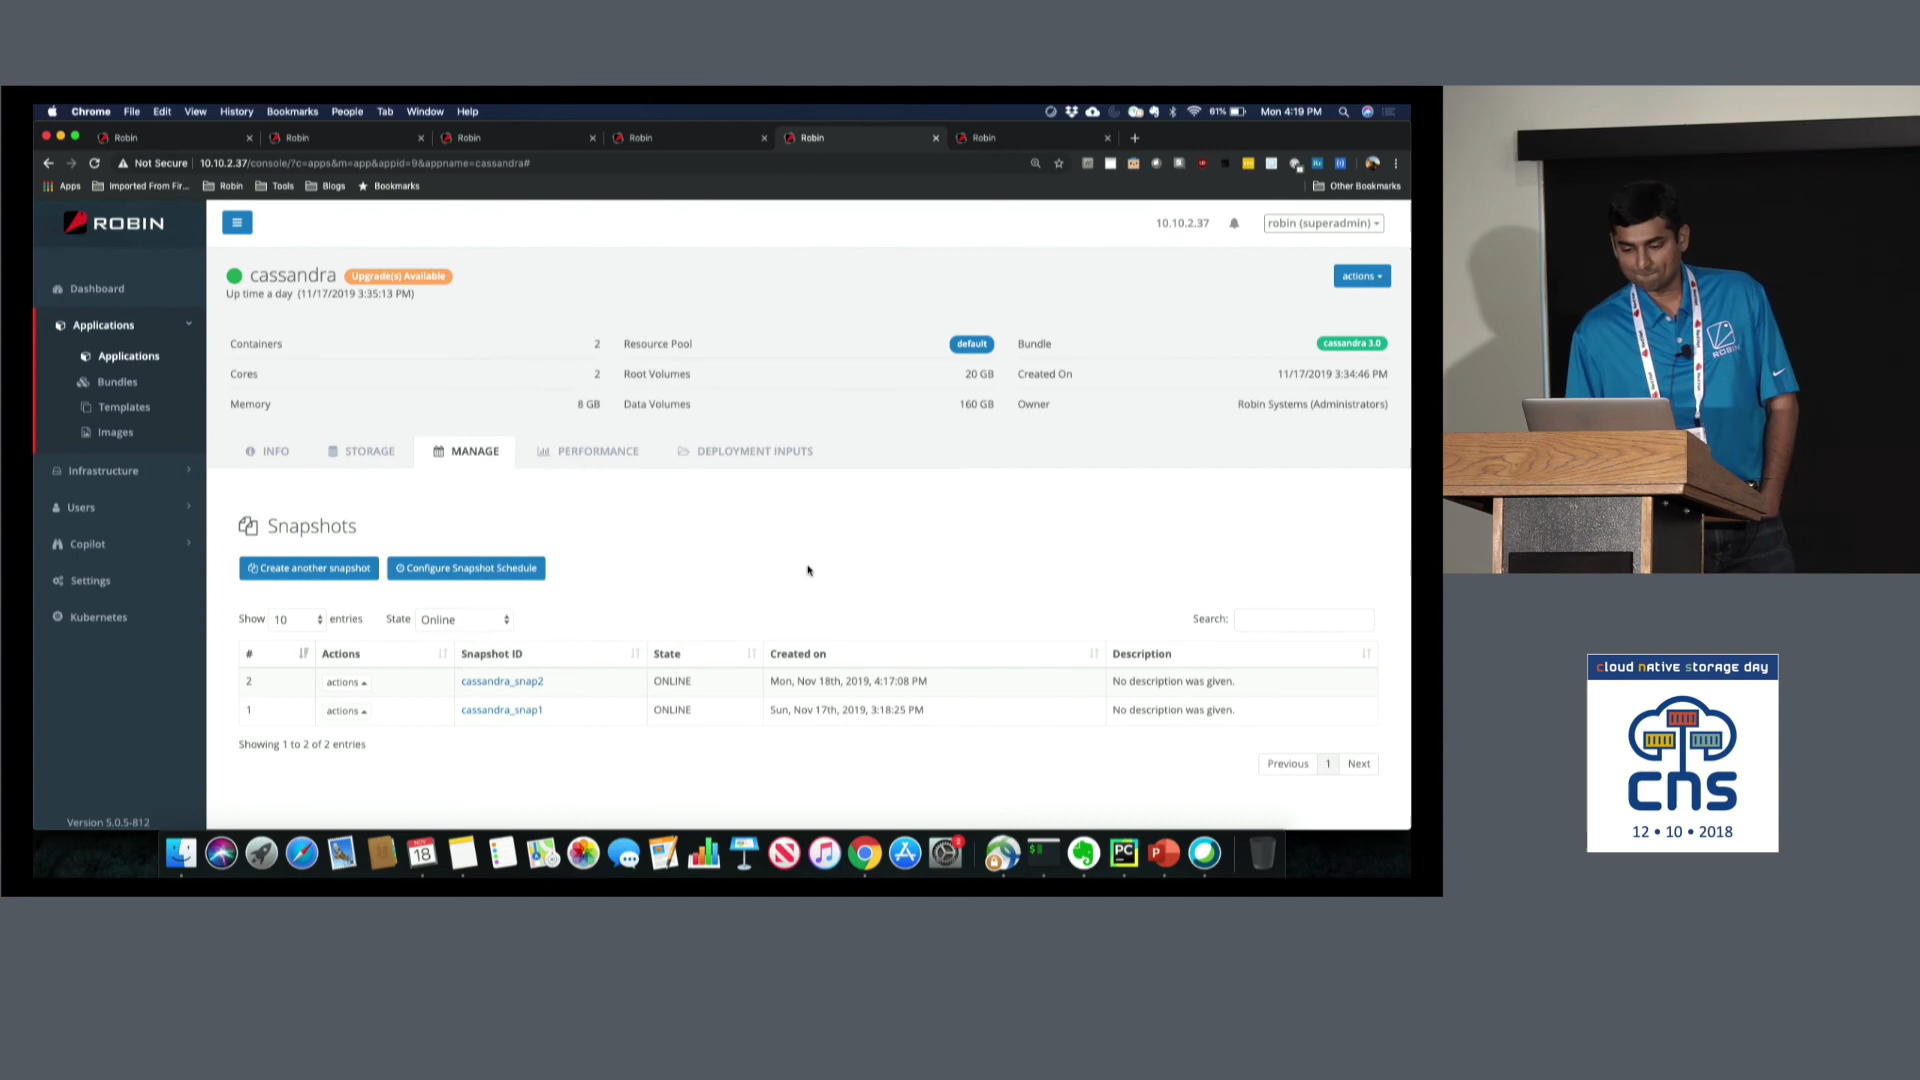 Chrome File Edit View History Bookmarks People Tab Window Help 61% Mon 4:19 PM
Robin Robin Robin Robin Robin Robin
Not Secure 10.10.2.37/console/?c=apps&m=app&appid=9&appname=cassandra#
Apps Imported From Fir... Robin Tools Blogs Bookmarks Other Bookmarks
ROBIN 10.10.2.37 robin (superadmin)
cassandra Upgrade(s) Available actions
Up time a day (11/17/2019 3:35:13 PM)
Dashboard
Applications
Applications
Bundles
Templates
Images
Infrastructure
Users
Copilot
Settings
Kubernetes
Version 5.0.5-812
Containers 2 Resource Pool default Bundle cassandra 3.0
Cores 2 Root Volumes 20 GB Created On 11/17/2019 3:34:46 PM
Memory 8 GB Data Volumes 160 GB Owner Robin Systems (Administrators)
INFO STORAGE MANAGE PERFORMANCE DEPLOYMENT INPUTS
Snapshots
Create another snapshot Configure Snapshot Schedule
Show 10 entries State Online Search:
# Actions Snapshot ID State Created on Description
2 actions cassandra_snap2 ONLINE Mon, Nov 18th, 2019, 4:17:08 PM No description was given.
1 actions cassandra_snap1 ONLINE Sun, Nov 17th, 2019, 3:18:25 PM No description was given.
Showing 1 to 2 of 2 entries
Previous 1 Next
NOV
18
PC
P
2
ROBIN
cloud native storage day
cns
12 • 10 • 2018